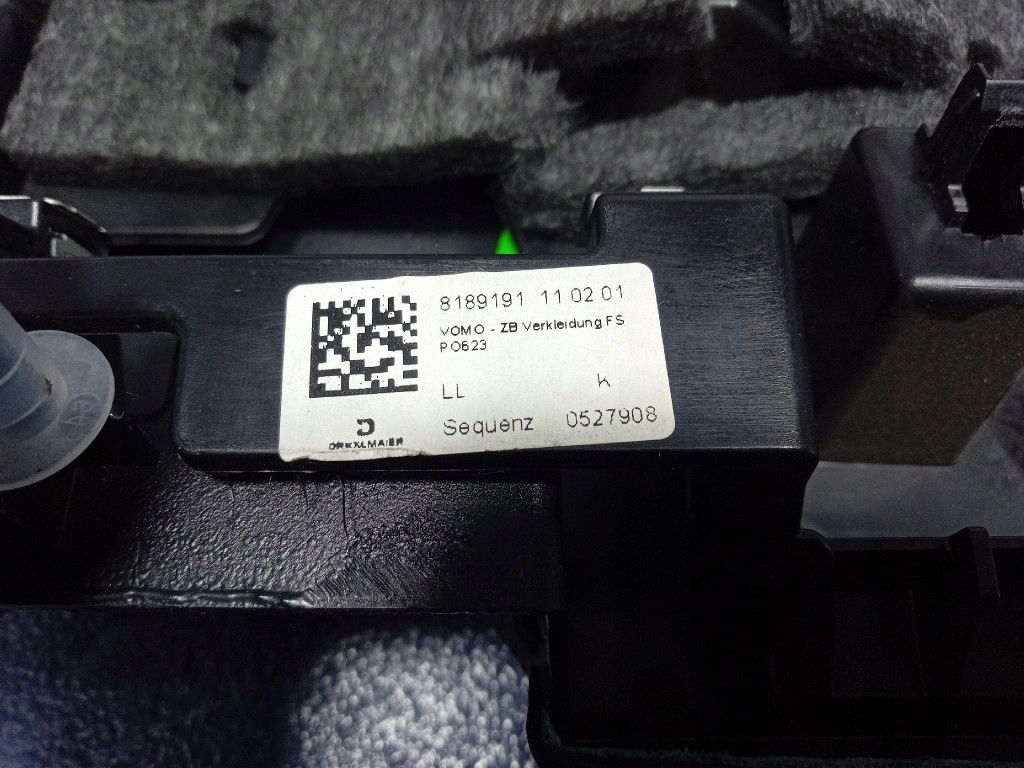 8189191 11 02 01
VOMO - ZB Verkleidung FS
P0623
LL K
Sequenz 0527908
DRÄXLMAIER